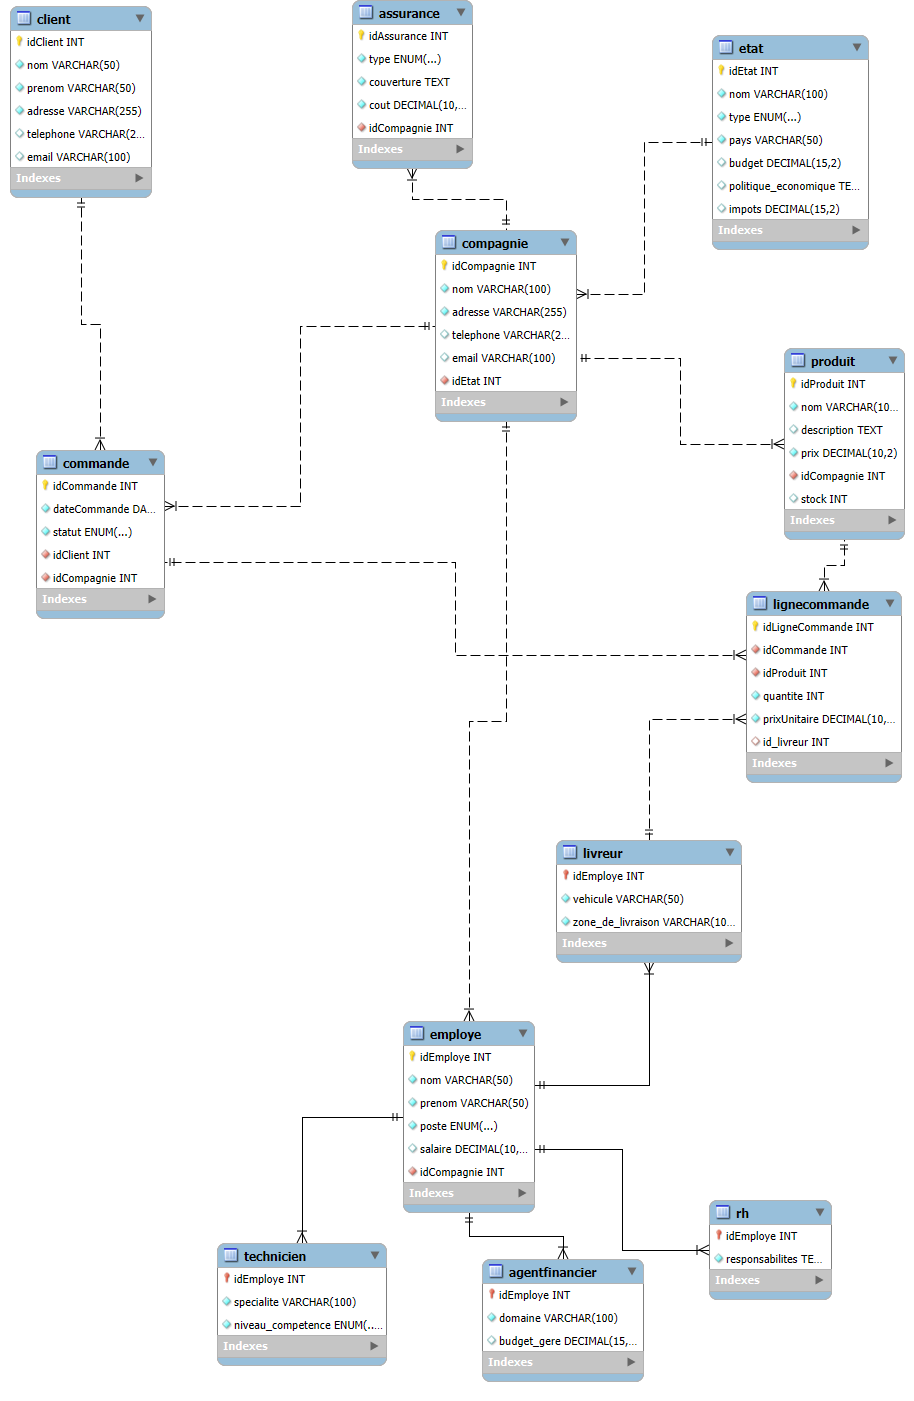 client
idClient INT
nom VARCHAR(50)
prenom VARCHAR(50)
adresse VARCHAR(255)
telephone VARCHAR(2...
email VARCHAR(100)
Indexes
assurance
idAssurance INT
type ENUM(...)
couverture TEXT
cout DECIMAL(10,...
idCompagnie INT
Indexes
etat
idEtat INT
nom VARCHAR(100)
type ENUM(...)
pays VARCHAR(50)
budget DECIMAL(15,2)
politique_economique TE...
impots DECIMAL(15,2)
Indexes
compagnie
idCompagnie INT
nom VARCHAR(100)
adresse VARCHAR(255)
telephone VARCHAR(2...
email VARCHAR(100)
idEtat INT
Indexes
produit
idProduit INT
nom VARCHAR(10...
description TEXT
prix DECIMAL(10,2)
idCompagnie INT
stock INT
Indexes
commande
idCommande INT
dateCommande DA...
statut ENUM(...)
idClient INT
idCompagnie INT
Indexes
lignecommande
idLigneCommande INT
idCommande INT
idProduit INT
quantite INT
prixUnitaire DECIMAL(10,...
id_livreur INT
Indexes
livreur
idEmploye INT
vehicule VARCHAR(50)
zone_de_livraison VARCHAR(10...
Indexes
employe
idEmploye INT
nom VARCHAR(50)
prenom VARCHAR(50)
poste ENUM(...)
salaire DECIMAL(10,...
idCompagnie INT
Indexes
rh
idEmploye INT
responsabilites TE...
Indexes
technicien
idEmploye INT
specialite VARCHAR(100)
niveau_competence ENUM(...
Indexes
agentfinancier
idEmploye INT
domaine VARCHAR(100)
budget_gere DECIMAL(15,...
Indexes